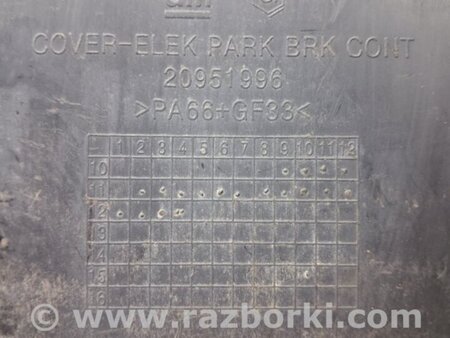 GM
COVER-ELEK PARK BRK CONT
20951996
>PA66+GF33<
1 2 3 4 5 6 7 8 9 10 11 12
10
11
12
13
14
15
16
www.razborki.com